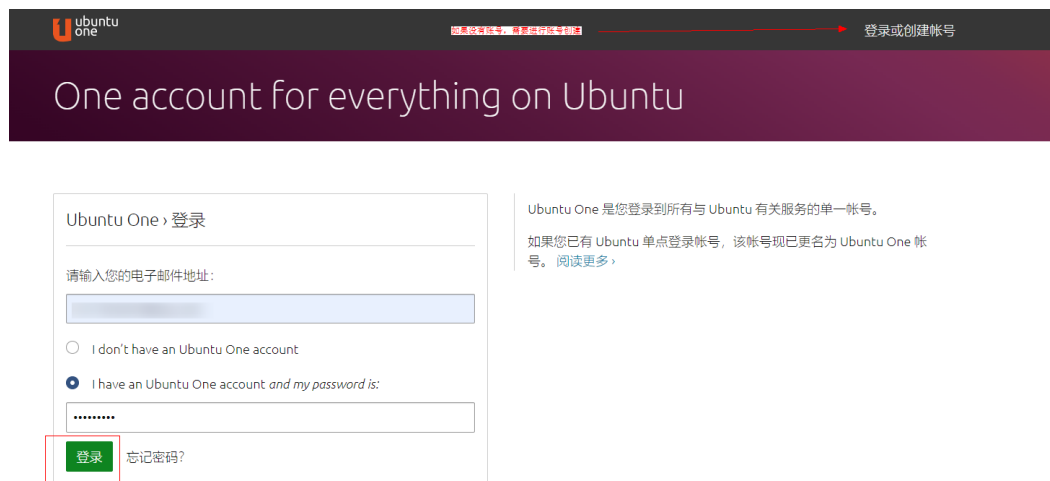 ubuntu
one
如果没有账号，需要进行账号创建
登录或创建帐号
One account for everything on Ubuntu
Ubuntu One › 登录
请输入您的电子邮件地址：
I don't have an Ubuntu One account
I have an Ubuntu One account and my password is:
•••••••••
登录 忘记密码？
Ubuntu One 是您登录到所有与 Ubuntu 有关服务的单一帐号。
如果您已有 Ubuntu 单点登录帐号，该帐号现已更名为 Ubuntu One 帐
号。 阅读更多 ›